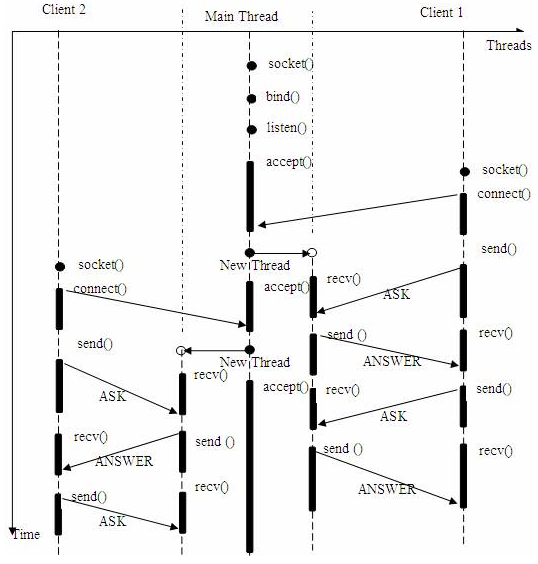 Client 2
Main Thread
Client 1
Threads
socket()
bind()
listen()
accept()
socket()
connect()
send()
New Thread
socket()
recv()
connect()
accept()
ASK
send ()
recv()
send()
New Thread
ANSWER
recv()
accept()
recv()
send()
ASK
ASK
recv()
send ()
send ()
recv()
ANSWER
recv()
ANSWER
send()
ASK
Time